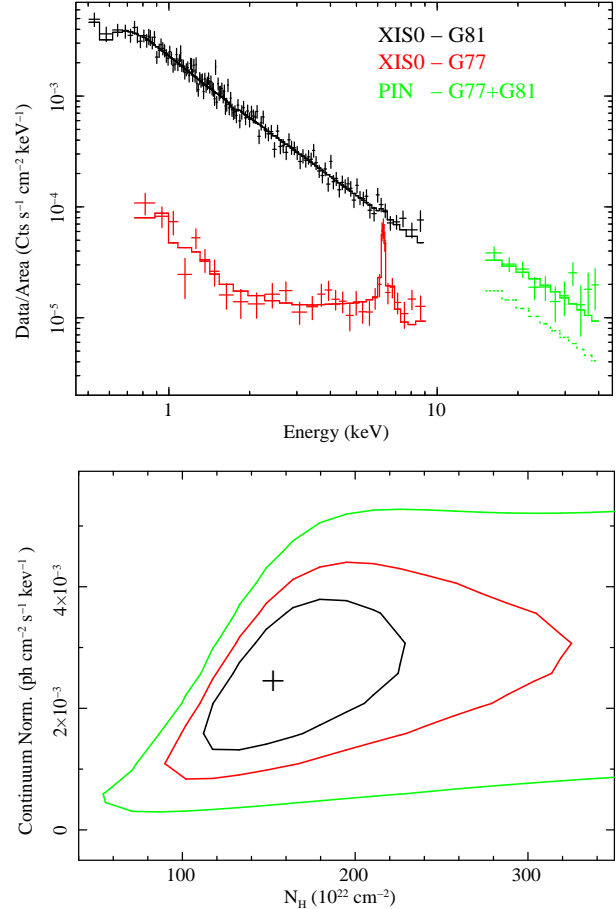 XIS0 – G81
XIS0 – G77
PIN – G77+G81
Data/Area (Cts s⁻¹ cm⁻² keV⁻¹)
10⁻³
10⁻⁴
10⁻⁵
1
10
Energy (keV)
Continuum Norm. (ph cm⁻² s⁻¹ kev⁻¹)
4×10⁻³
2×10⁻³
0
100
200
300
N_H (10²² cm⁻²)